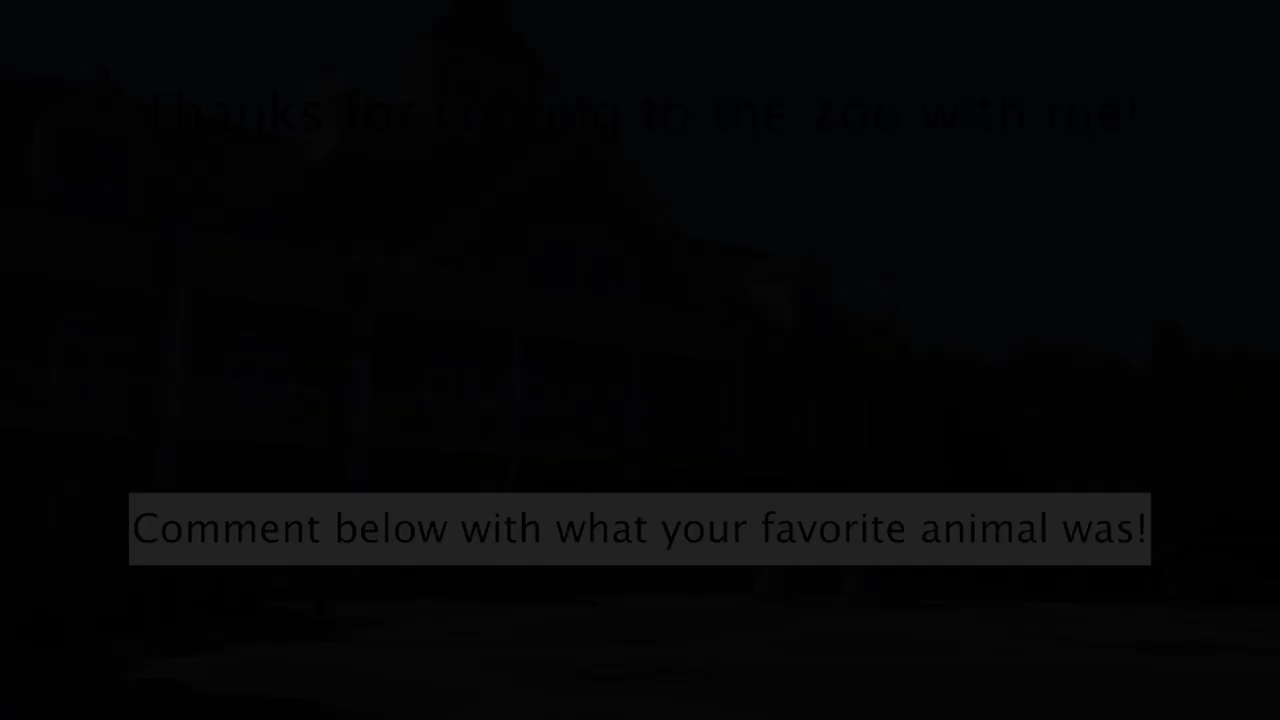 Thanks for coming to the zoo with me!
Comment below with what your favorite animal was!